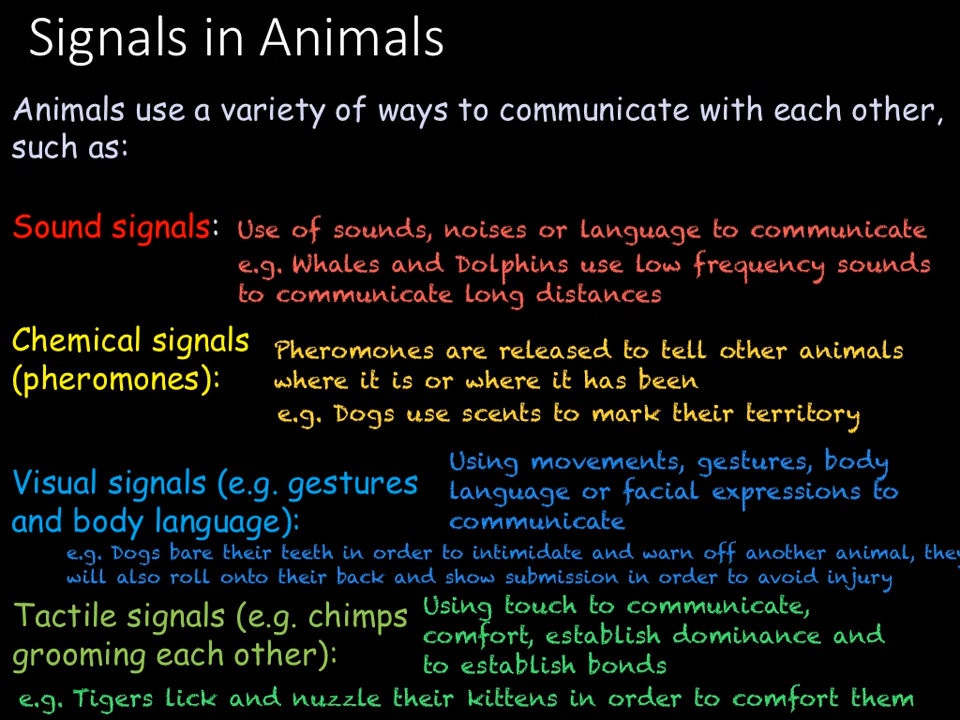 Signals in Animals
Animals use a variety of ways to communicate with each other,
such as:
Sound signals: Use of sounds, noises or language to communicate
e.g. Whales and Dolphins use low frequency sounds
to communicate long distances
Chemical signals
(pheromones):
Pheromones are released to tell other animals
where it is or where it has been
e.g. Dogs use scents to mark their territory
Visual signals (e.g. gestures
and body language):
Using movements, gestures, body
language or facial expressions to
communicate
e.g. Dogs bare their teeth in order to intimidate and warn off another animal, they
will also roll onto their back and show submission in order to avoid injury
Tactile signals (e.g. chimps
grooming each other):
Using touch to communicate,
comfort, establish dominance and
to establish bonds
e.g. Tigers lick and nuzzle their kittens in order to comfort them